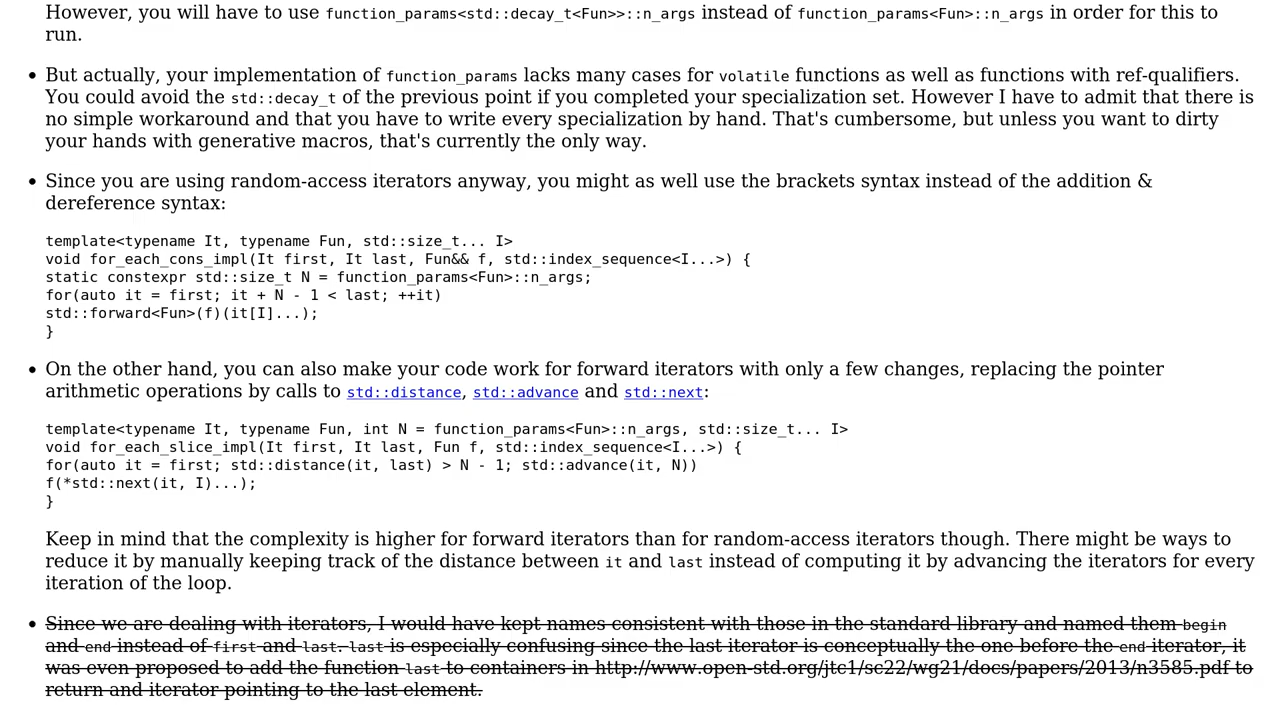 However, you will have to use function_params<std::decay_t<Fun>>::n_args instead of function_params<Fun>::n_args in order for this to
run.
• But actually, your implementation of function_params lacks many cases for volatile functions as well as functions with ref-qualifiers.
You could avoid the std::decay_t of the previous point if you completed your specialization set. However I have to admit that there is
no simple workaround and that you have to write every specialization by hand. That's cumbersome, but unless you want to dirty
your hands with generative macros, that's currently the only way.
• Since you are using random-access iterators anyway, you might as well use the brackets syntax instead of the addition &
dereference syntax:
template<typename It, typename Fun, std::size_t... I>
void for_each_cons_impl(It first, It last, Fun&& f, std::index_sequence<I...>) {
static constexpr std::size_t N = function_params<Fun>::n_args;
for(auto it = first; it + N - 1 < last; ++it)
std::forward<Fun>(f)(it[I]...);
}
• On the other hand, you can also make your code work for forward iterators with only a few changes, replacing the pointer
arithmetic operations by calls to std::distance, std::advance and std::next:
template<typename It, typename Fun, int N = function_params<Fun>::n_args, std::size_t... I>
void for_each_slice_impl(It first, It last, Fun f, std::index_sequence<I...>) {
for(auto it = first; std::distance(it, last) > N - 1; std::advance(it, N))
f(*std::next(it, I)...);
}
Keep in mind that the complexity is higher for forward iterators than for random-access iterators though. There might be ways to
reduce it by manually keeping track of the distance between it and last instead of computing it by advancing the iterators for every
iteration of the loop.
• Since we are dealing with iterators, I would have kept names consistent with those in the standard library and named them begin
and end instead of first and last. last is especially confusing since the last iterator is conceptually the one before the end iterator, it
was even proposed to add the function last to containers in http://www.open-std.org/jtc1/sc22/wg21/docs/papers/2013/n3585.pdf to
return and iterator pointing to the last element.